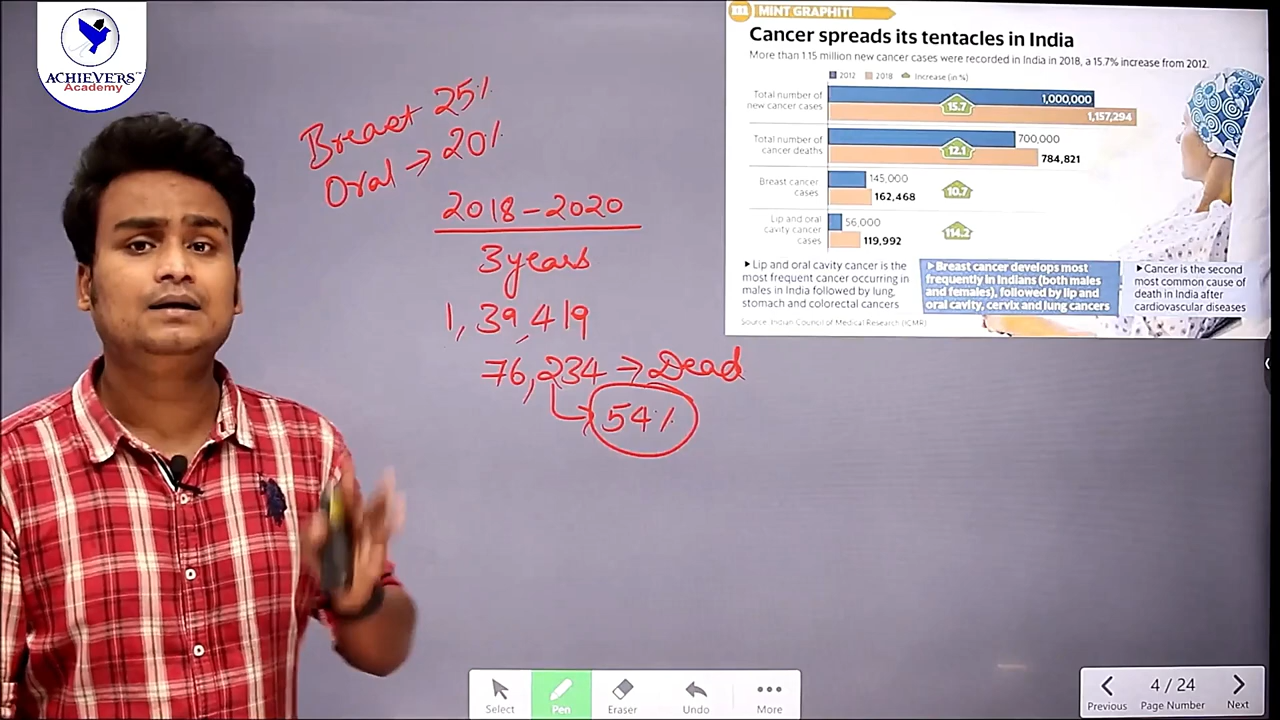 ACHIEVERS™
Academy
Breast 25%
Oral → 20%
2018-2020
3 years
1,39,419
76,234 → Dead
54%
MINT GRAPHITI
Cancer spreads its tentacles in India
More than 1.15 million new cancer cases were recorded in India in 2018, a 15.7% increase from 2012.
2012 2018 Increase (in %)
Total number of
new cancer cases
1,000,000
15.7
1,157,294
Total number of
cancer deaths
700,000
12.1
784,821
Breast cancer
cases
145,000
162,468
10.7
Lip and oral
cavity cancer
cases
56,000
119,992
114.2
Lip and oral cavity cancer is the
most frequent cancer occurring in
males in India followed by lung,
stomach and colorectal cancers
Breast cancer develops most
frequently in Indians (both males
and females), followed by lip and
oral cavity, cervix and lung cancers
Cancer is the second
most common cause of
death in India after
cardiovascular diseases
Source: Indian Council of Medical Research (ICMR)
Select
Pen
Eraser
Undo
More
Previous
4 / 24
Page Number
Next